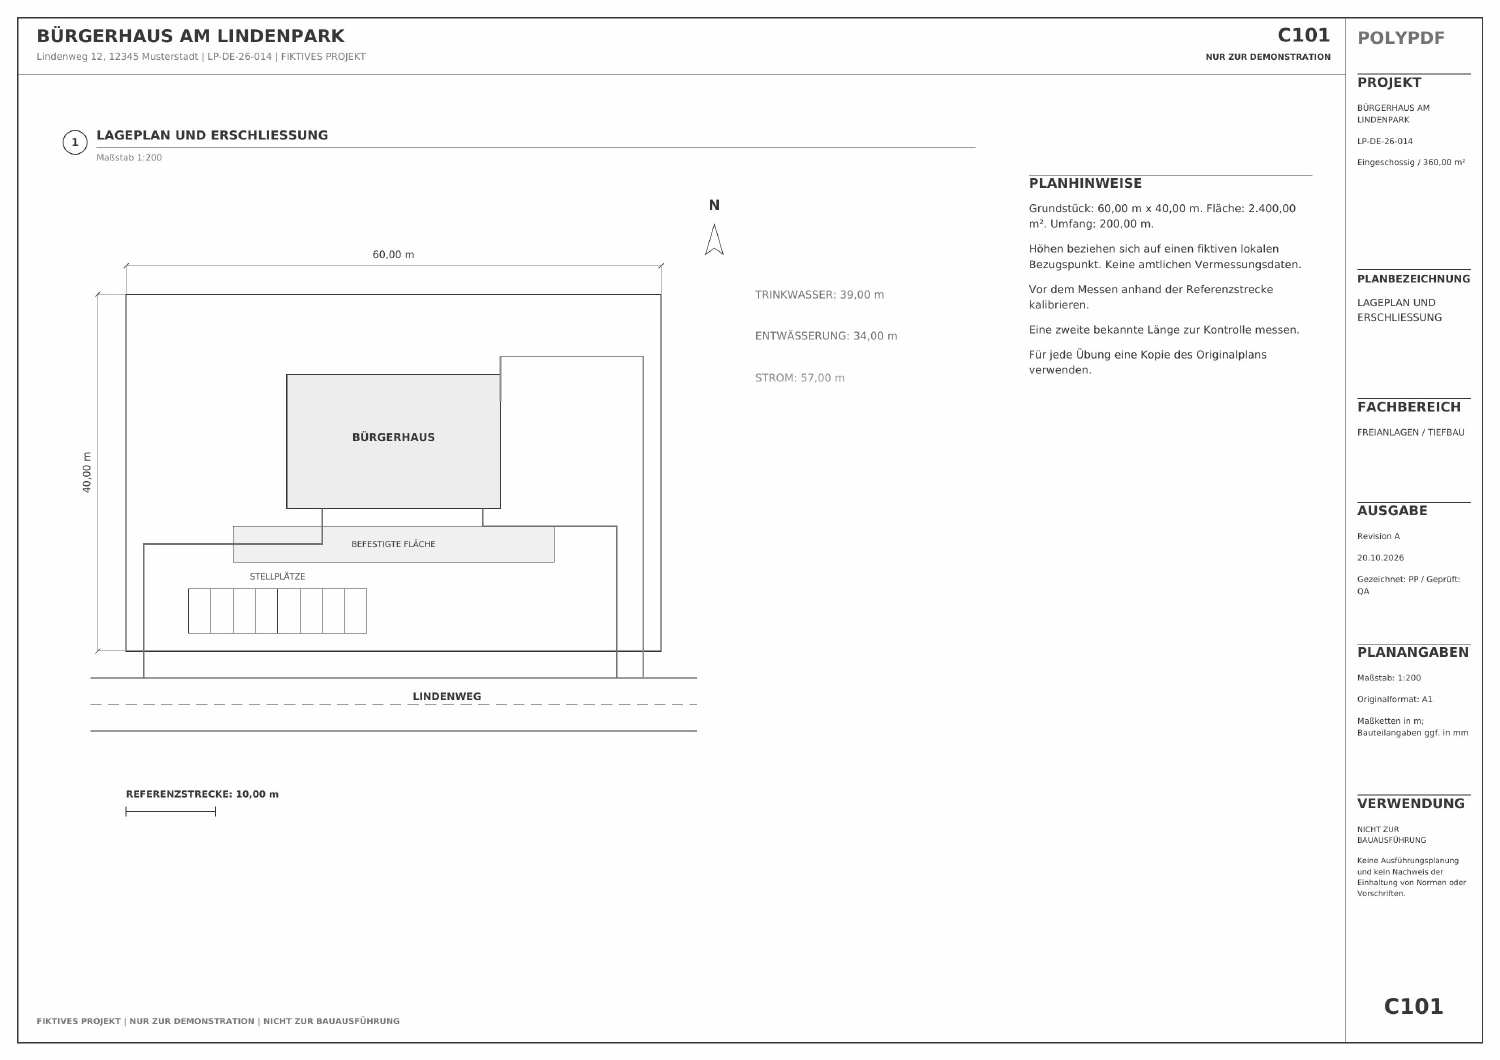 BÜRGERHAUS AM LINDENPARK
Lindenweg 12, 12345 Musterstadt | LP-DE-26-014 | FIKTIVES PROJEKT
C101
NUR ZUR DEMONSTRATION
1
LAGEPLAN UND ERSCHLIESSUNG
Maßstab 1:200
N
60,00 m
40,00 m
BÜRGERHAUS
BEFESTIGTE FLÄCHE
STELLPLÄTZE
LINDENWEG
REFERENZSTRECKE: 10,00 m
TRINKWASSER: 39,00 m
ENTWÄSSERUNG: 34,00 m
STROM: 57,00 m
PLANHINWEISE
Grundstück: 60,00 m x 40,00 m. Fläche: 2.400,00
m². Umfang: 200,00 m.
Höhen beziehen sich auf einen fiktiven lokalen
Bezugspunkt. Keine amtlichen Vermessungsdaten.
Vor dem Messen anhand der Referenzstrecke
kalibrieren.
Eine zweite bekannte Länge zur Kontrolle messen.
Für jede Übung eine Kopie des Originalplans
verwenden.
POLYPDF
PROJEKT
BÜRGERHAUS AM
LINDENPARK
LP-DE-26-014
Eingeschossig / 360,00 m²
PLANBEZEICHNUNG
LAGEPLAN UND
ERSCHLIESSUNG
FACHBEREICH
FREIANLAGEN / TIEFBAU
AUSGABE
Revision A
20.10.2026
Gezeichnet: PP / Geprüft:
QA
PLANANGABEN
Maßstab: 1:200
Originalformat: A1
Maßketten in m;
Bauteilangaben ggf. in mm
VERWENDUNG
NICHT ZUR
BAUAUSFÜHRUNG
Keine Ausführungsplanung
und kein Nachweis der
Einhaltung von Normen oder
Vorschriften.
C101
FIKTIVES PROJEKT | NUR ZUR DEMONSTRATION | NICHT ZUR BAUAUSFÜHRUNG